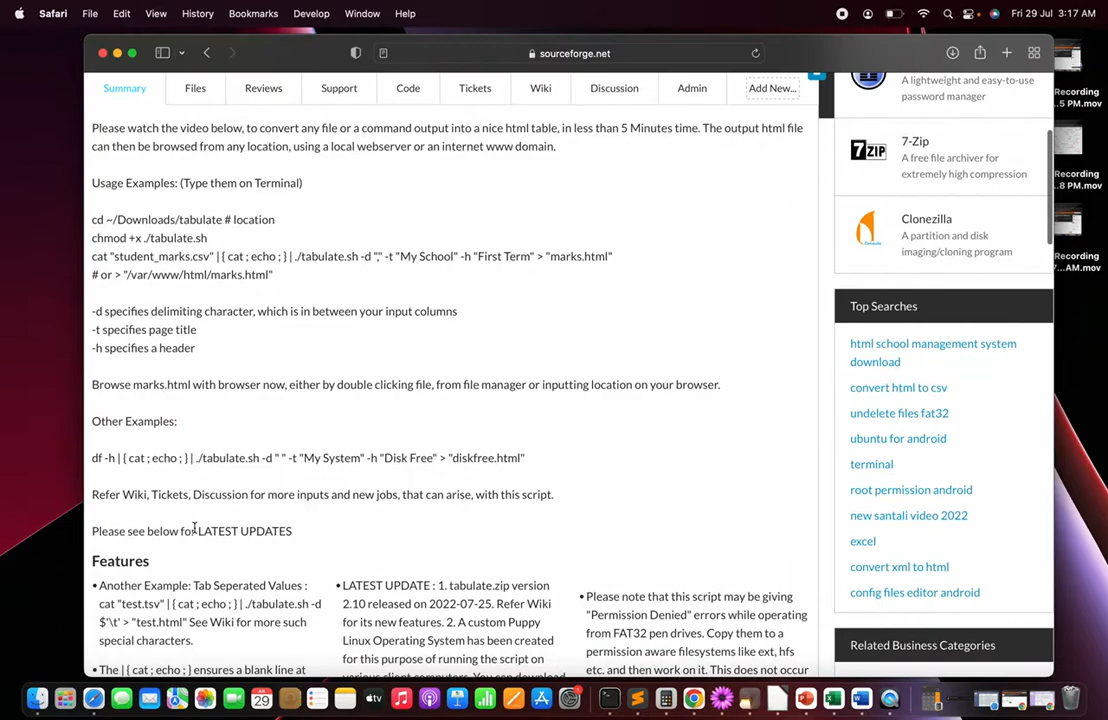 Safari File Edit View History Bookmarks Develop Window Help Fri 29 Jul 3:17 AM
sourceforge.net
Summary Files Reviews Support Code Tickets Wiki Discussion Admin Add New...
Please watch the video below, to convert any file or a command output into a nice html table, in less than 5 Minutes time. The output html file
can then be browsed from any location, using a local webserver or an internet www domain.
Usage Examples: (Type them on Terminal)
cd ~/Downloads/tabulate # location
chmod +x ./tabulate.sh
cat "student_marks.csv" | { cat ; echo ; } | ./tabulate.sh -d "," -t "My School" -h "First Term" > "marks.html"
# or > "/var/www/html/marks.html"
-d specifies delimiting character, which is in between your input columns
-t specifies page title
-h specifies a header
Browse marks.html with browser now, either by double clicking file, from file manager or inputting location on your browser.
Other Examples:
df -h | { cat ; echo ; } | ./tabulate.sh -d " " -t "My System" -h "Disk Free" > "diskfree.html"
Refer Wiki, Tickets, Discussion for more inputs and new jobs, that can arise, with this script.
Please see below for LATEST UPDATES
Features
• Another Example: Tab Seperated Values :
cat "test.tsv" | { cat ; echo ; } | ./tabulate.sh -d
$'\t' > "test.html" See Wiki for more such
special characters.
• The | { cat ; echo ; } ensures a blank line at
• LATEST UPDATE : 1. tabulate.zip version
2.10 released on 2022-07-25. Refer Wiki
for its new features. 2. A custom Puppy
Linux Operating System has been created
for this purpose of running the script on
various client computers. You can download
• Please note that this script may be giving
"Permission Denied" errors while operating
from FAT32 pen drives. Copy them to a
permission aware filesystems like ext, hfs
etc. and then work on it. This does not occur
A lightweight and easy-to-use
password manager
7-Zip
A free file archiver for
extremely high compression
7ZIP
Clonezilla
A partition and disk
imaging/cloning program
Top Searches
html school management system
download
convert html to csv
undelete files fat32
ubuntu for android
terminal
root permission android
new santali video 2022
excel
convert xml to html
config files editor android
Related Business Categories
Recording
...5 PM.mov
Recording
...8 PM.mov
Recording
7...AM.mov
29